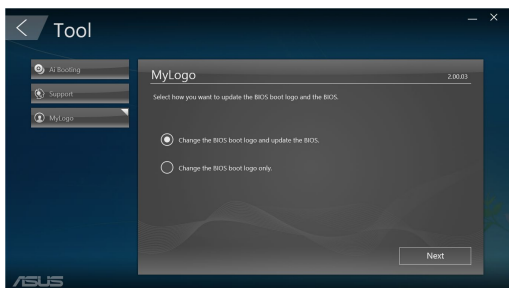 Tool
Ai Booting
Support
MyLogo
MyLogo
2.00.03
Select how you want to update the BIOS boot logo and the BIOS.
Change the BIOS boot logo and update the BIOS.
Change the BIOS boot logo only.
Next
ASUS